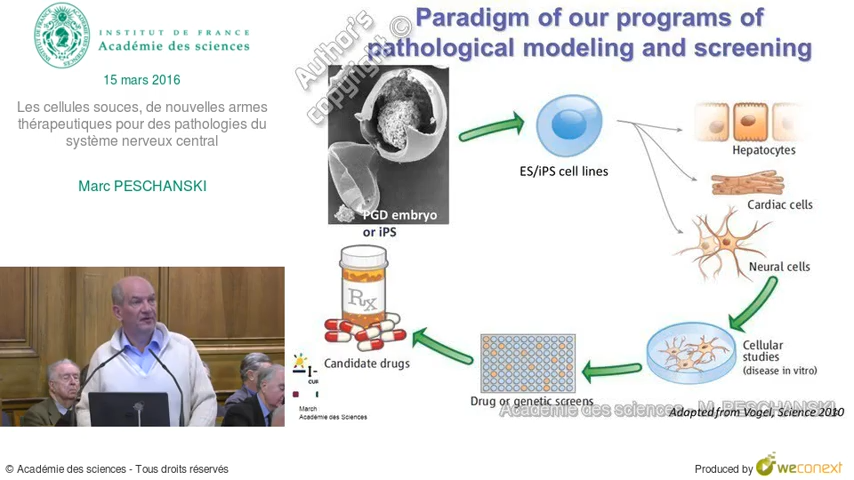 INSTITUT DE FRANCE
Académie des sciences
15 mars 2016
Les cellules souces, de nouvelles armes
thérapeutiques pour des pathologies du
système nerveux central
Marc PESCHANSKI
Paradigm of our programs of
pathological modeling and screening
Author's
copyright ©
PGD embryo
or iPS
ES/iPS cell lines
Hepatocytes
Cardiac cells
Neural cells
Cellular
studies
(disease in vitro)
Drug or genetic screens
Rx
Candidate drugs
I-
March
Académie des Sciences
Académie des sciences - M. PESCHANSKI
Adapted from Vogel, Science 2010
© Académie des sciences - Tous droits réservés
Produced by weconext